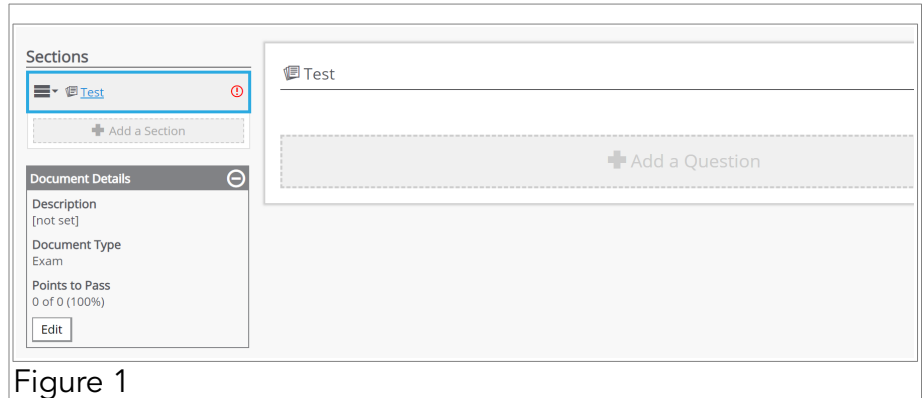 Sections
Test
Add a Section
Document Details
Description
[not set]
Document Type
Exam
Points to Pass
0 of 0 (100%)
Edit
Test
Add a Question
Figure 1